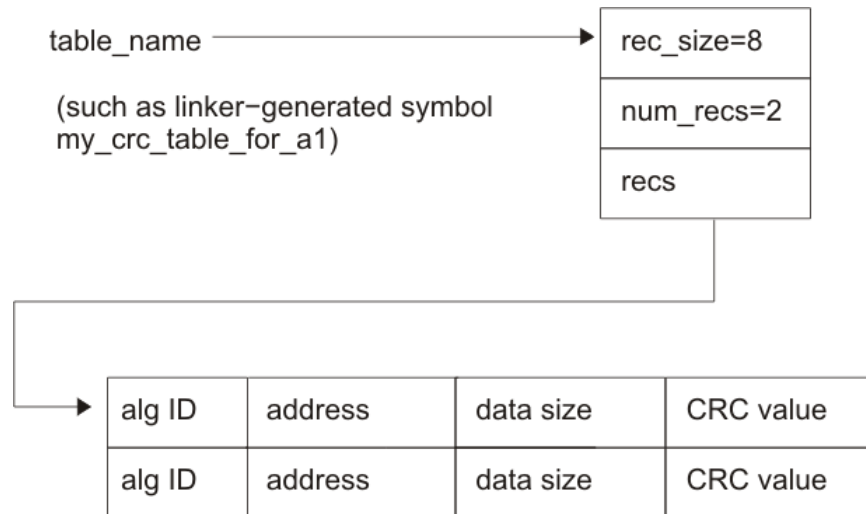 table_name
rec_size=8
(such as linker−generated symbol
my_crc_table_for_a1)
num_recs=2
recs
alg ID address data size CRC value
alg ID address data size CRC value